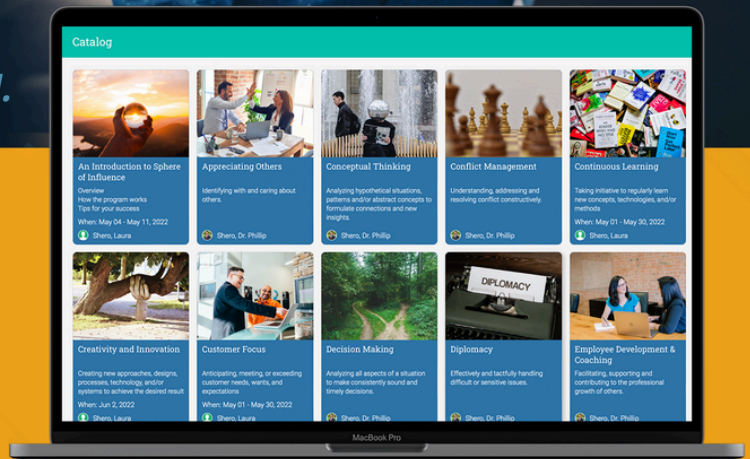 Catalog
An Introduction to Sphere
of Influence
Overview
How the program works
Tips for your success
When: May 04 - May 11, 2022
Shero, Laura
Appreciating Others
Identifying with and caring about
others.
Shero, Dr. Phillip
Conceptual Thinking
Analyzing hypothetical situations,
patterns and/or abstract concepts to
formulate connections and new
insights.
Shero, Dr. Phillip
Conflict Management
Understanding, addressing and
resolving conflict constructively.
Shero, Dr. Phillip
Continuous Learning
Taking initiative to regularly learn
new concepts, technologies, and/or
methods
When: May 01 - May 30, 2022
Shero, Laura
Creativity and Innovation
Creating new approaches, designs,
processes, technology, and/or
systems to achieve the desired result
When: Jun 2, 2022
Shero, Laura
Customer Focus
Anticipating, meeting, or exceeding
customer needs, wants, and
expectations
When: May 01 - May 30, 2022
Shero, Laura
Decision Making
Analyzing all aspects of a situation
to make consistently sound and
timely decisions.
Shero, Dr. Phillip
DIPLOMACY
Diplomacy
Effectively and tactfully handling
difficult or sensitive issues.
Shero, Dr. Phillip
Employee Development &
Coaching
Facilitating, supporting and
contributing to the professional
growth of others.
Shero, Dr. Phillip
MacBook Pro